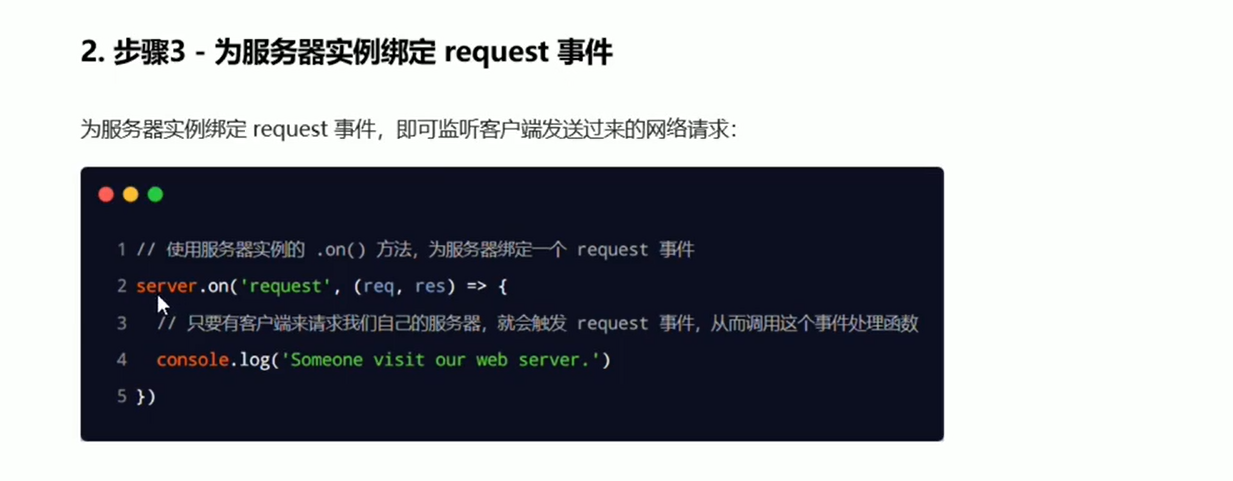 2. 步骤3 - 为服务器实例绑定 request 事件
为服务器实例绑定 request 事件，即可监听客户端发送过来的网络请求：
1 // 使用服务器实例的 .on() 方法，为服务器绑定一个 request 事件
2 server.on('request', (req, res) => {
3 // 只要有客户端来请求我们自己的服务器，就会触发 request 事件，从而调用这个事件处理函数
4 console.log('Someone visit our web server.')
5 })